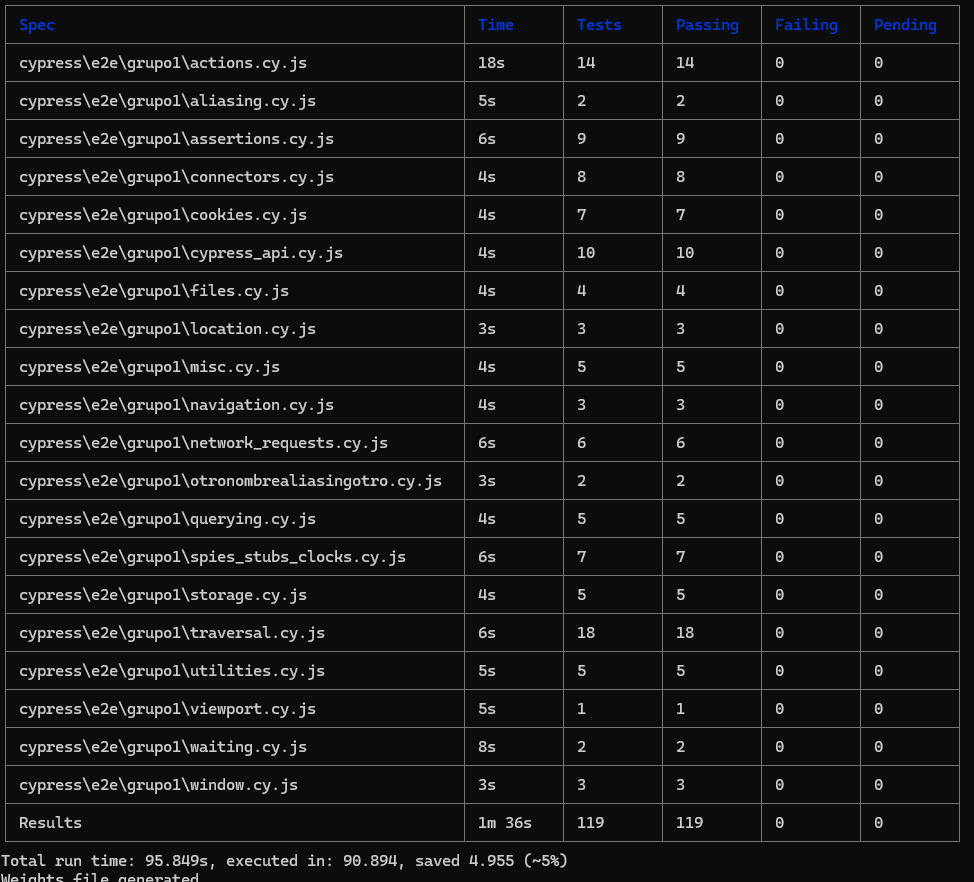 Spec Time Tests Passing Failing Pending
cypress\e2e\grupo1\actions.cy.js 18s 14 14 0 0
cypress\e2e\grupo1\aliasing.cy.js 5s 2 2 0 0
cypress\e2e\grupo1\assertions.cy.js 6s 9 9 0 0
cypress\e2e\grupo1\connectors.cy.js 4s 8 8 0 0
cypress\e2e\grupo1\cookies.cy.js 4s 7 7 0 0
cypress\e2e\grupo1\cypress_api.cy.js 4s 10 10 0 0
cypress\e2e\grupo1\files.cy.js 4s 4 4 0 0
cypress\e2e\grupo1\location.cy.js 3s 3 3 0 0
cypress\e2e\grupo1\misc.cy.js 4s 5 5 0 0
cypress\e2e\grupo1\navigation.cy.js 4s 3 3 0 0
cypress\e2e\grupo1\network_requests.cy.js 6s 6 6 0 0
cypress\e2e\grupo1\otronombrealiasingotro.cy.js 3s 2 2 0 0
cypress\e2e\grupo1\querying.cy.js 4s 5 5 0 0
cypress\e2e\grupo1\spies_stubs_clocks.cy.js 6s 7 7 0 0
cypress\e2e\grupo1\storage.cy.js 4s 5 5 0 0
cypress\e2e\grupo1\traversal.cy.js 6s 18 18 0 0
cypress\e2e\grupo1\utilities.cy.js 5s 5 5 0 0
cypress\e2e\grupo1\viewport.cy.js 5s 1 1 0 0
cypress\e2e\grupo1\waiting.cy.js 8s 2 2 0 0
cypress\e2e\grupo1\window.cy.js 3s 3 3 0 0
Results 1m 36s 119 119 0 0
Total run time: 95.849s, executed in: 90.894, saved 4.955 (~5%)
Weights file generated